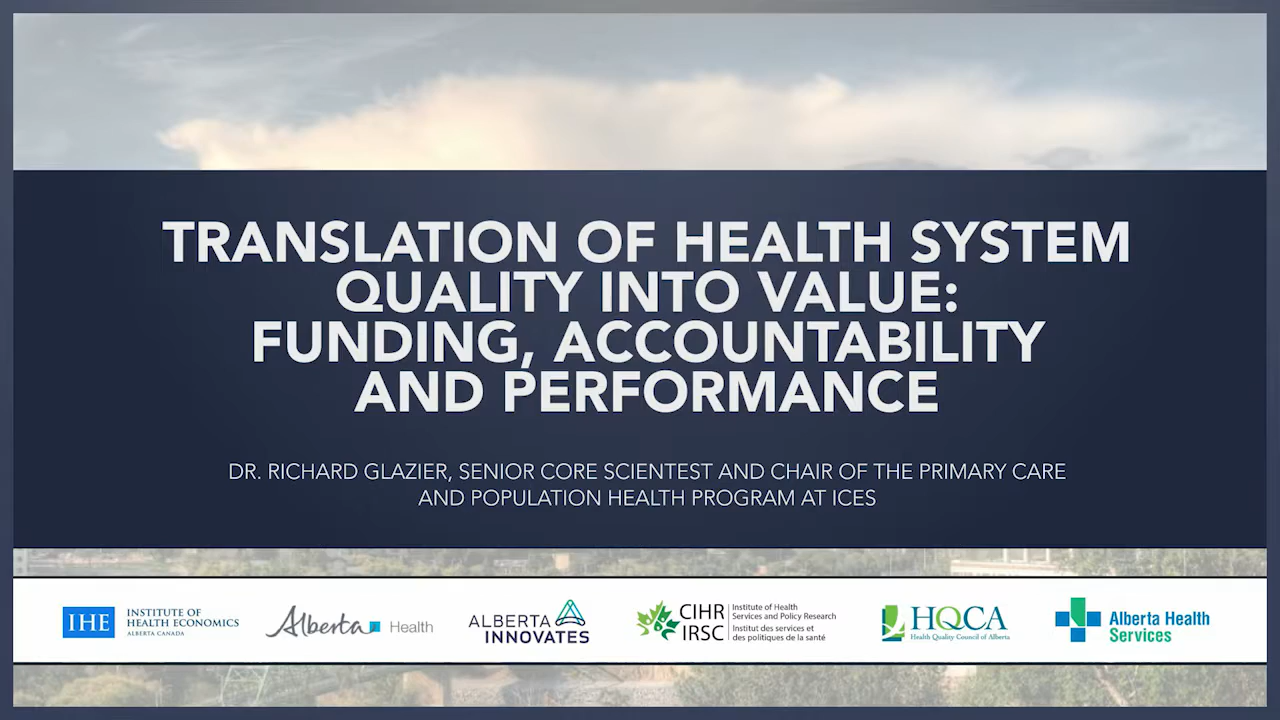 TRANSLATION OF HEALTH SYSTEM
QUALITY INTO VALUE:
FUNDING, ACCOUNTABILITY
AND PERFORMANCE
DR. RICHARD GLAZIER, SENIOR CORE SCIENTEST AND CHAIR OF THE PRIMARY CARE
AND POPULATION HEALTH PROGRAM AT ICES
IHE
INSTITUTE OF
HEALTH ECONOMICS
ALBERTA CANADA
Alberta Health
ALBERTA
INNOVATES
CIHR
IRSC
Institute of Health
Services and Policy Research
Institut des services et
des politiques de la santé
HQCA
Health Quality Council of Alberta
Alberta Health
Services